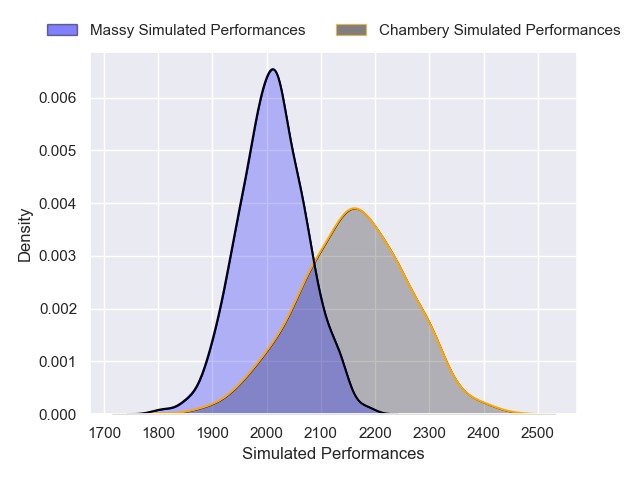 Massy Simulated Performances Chambery Simulated Performances
0.006
0.005
0.004
0.003
0.002
0.001
0.000
Density
1700 1800 1900 2000 2100 2200 2300 2400 2500
Simulated Performances